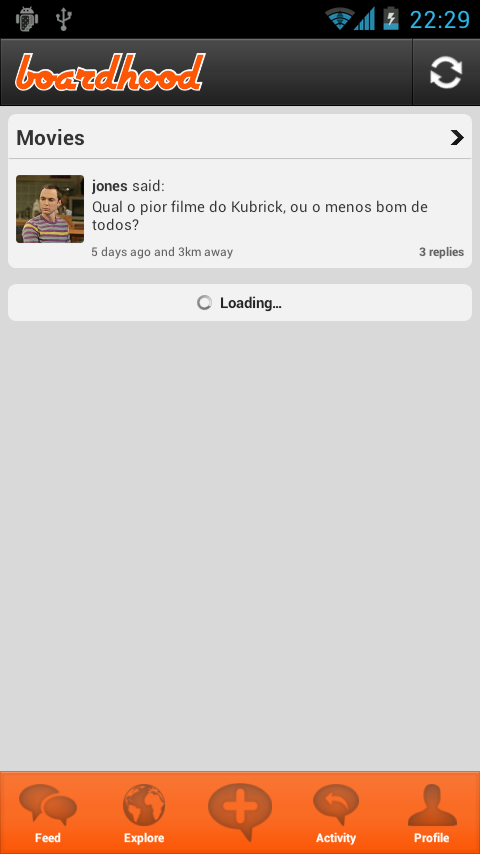 22:29
boardhood
Movies
jones said:
Qual o pior filme do Kubrick, ou o menos bom de
todos?
5 days ago and 3km away 3 replies
Loading...
Feed Explore Activity Profile